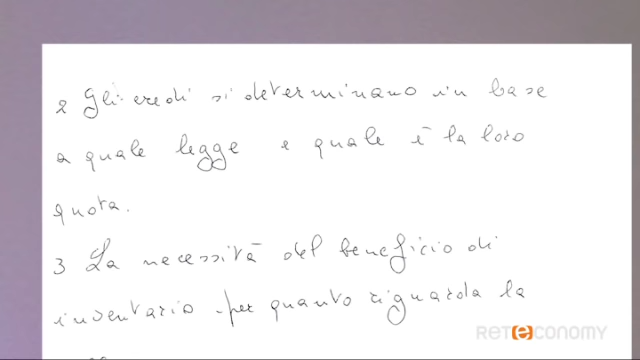 2 Gli eredi si determinano in base
a quale legge e quale è la loro
quota.
3 La necessità del beneficio di
inventario per quanto riguarda la
RETECONOMY